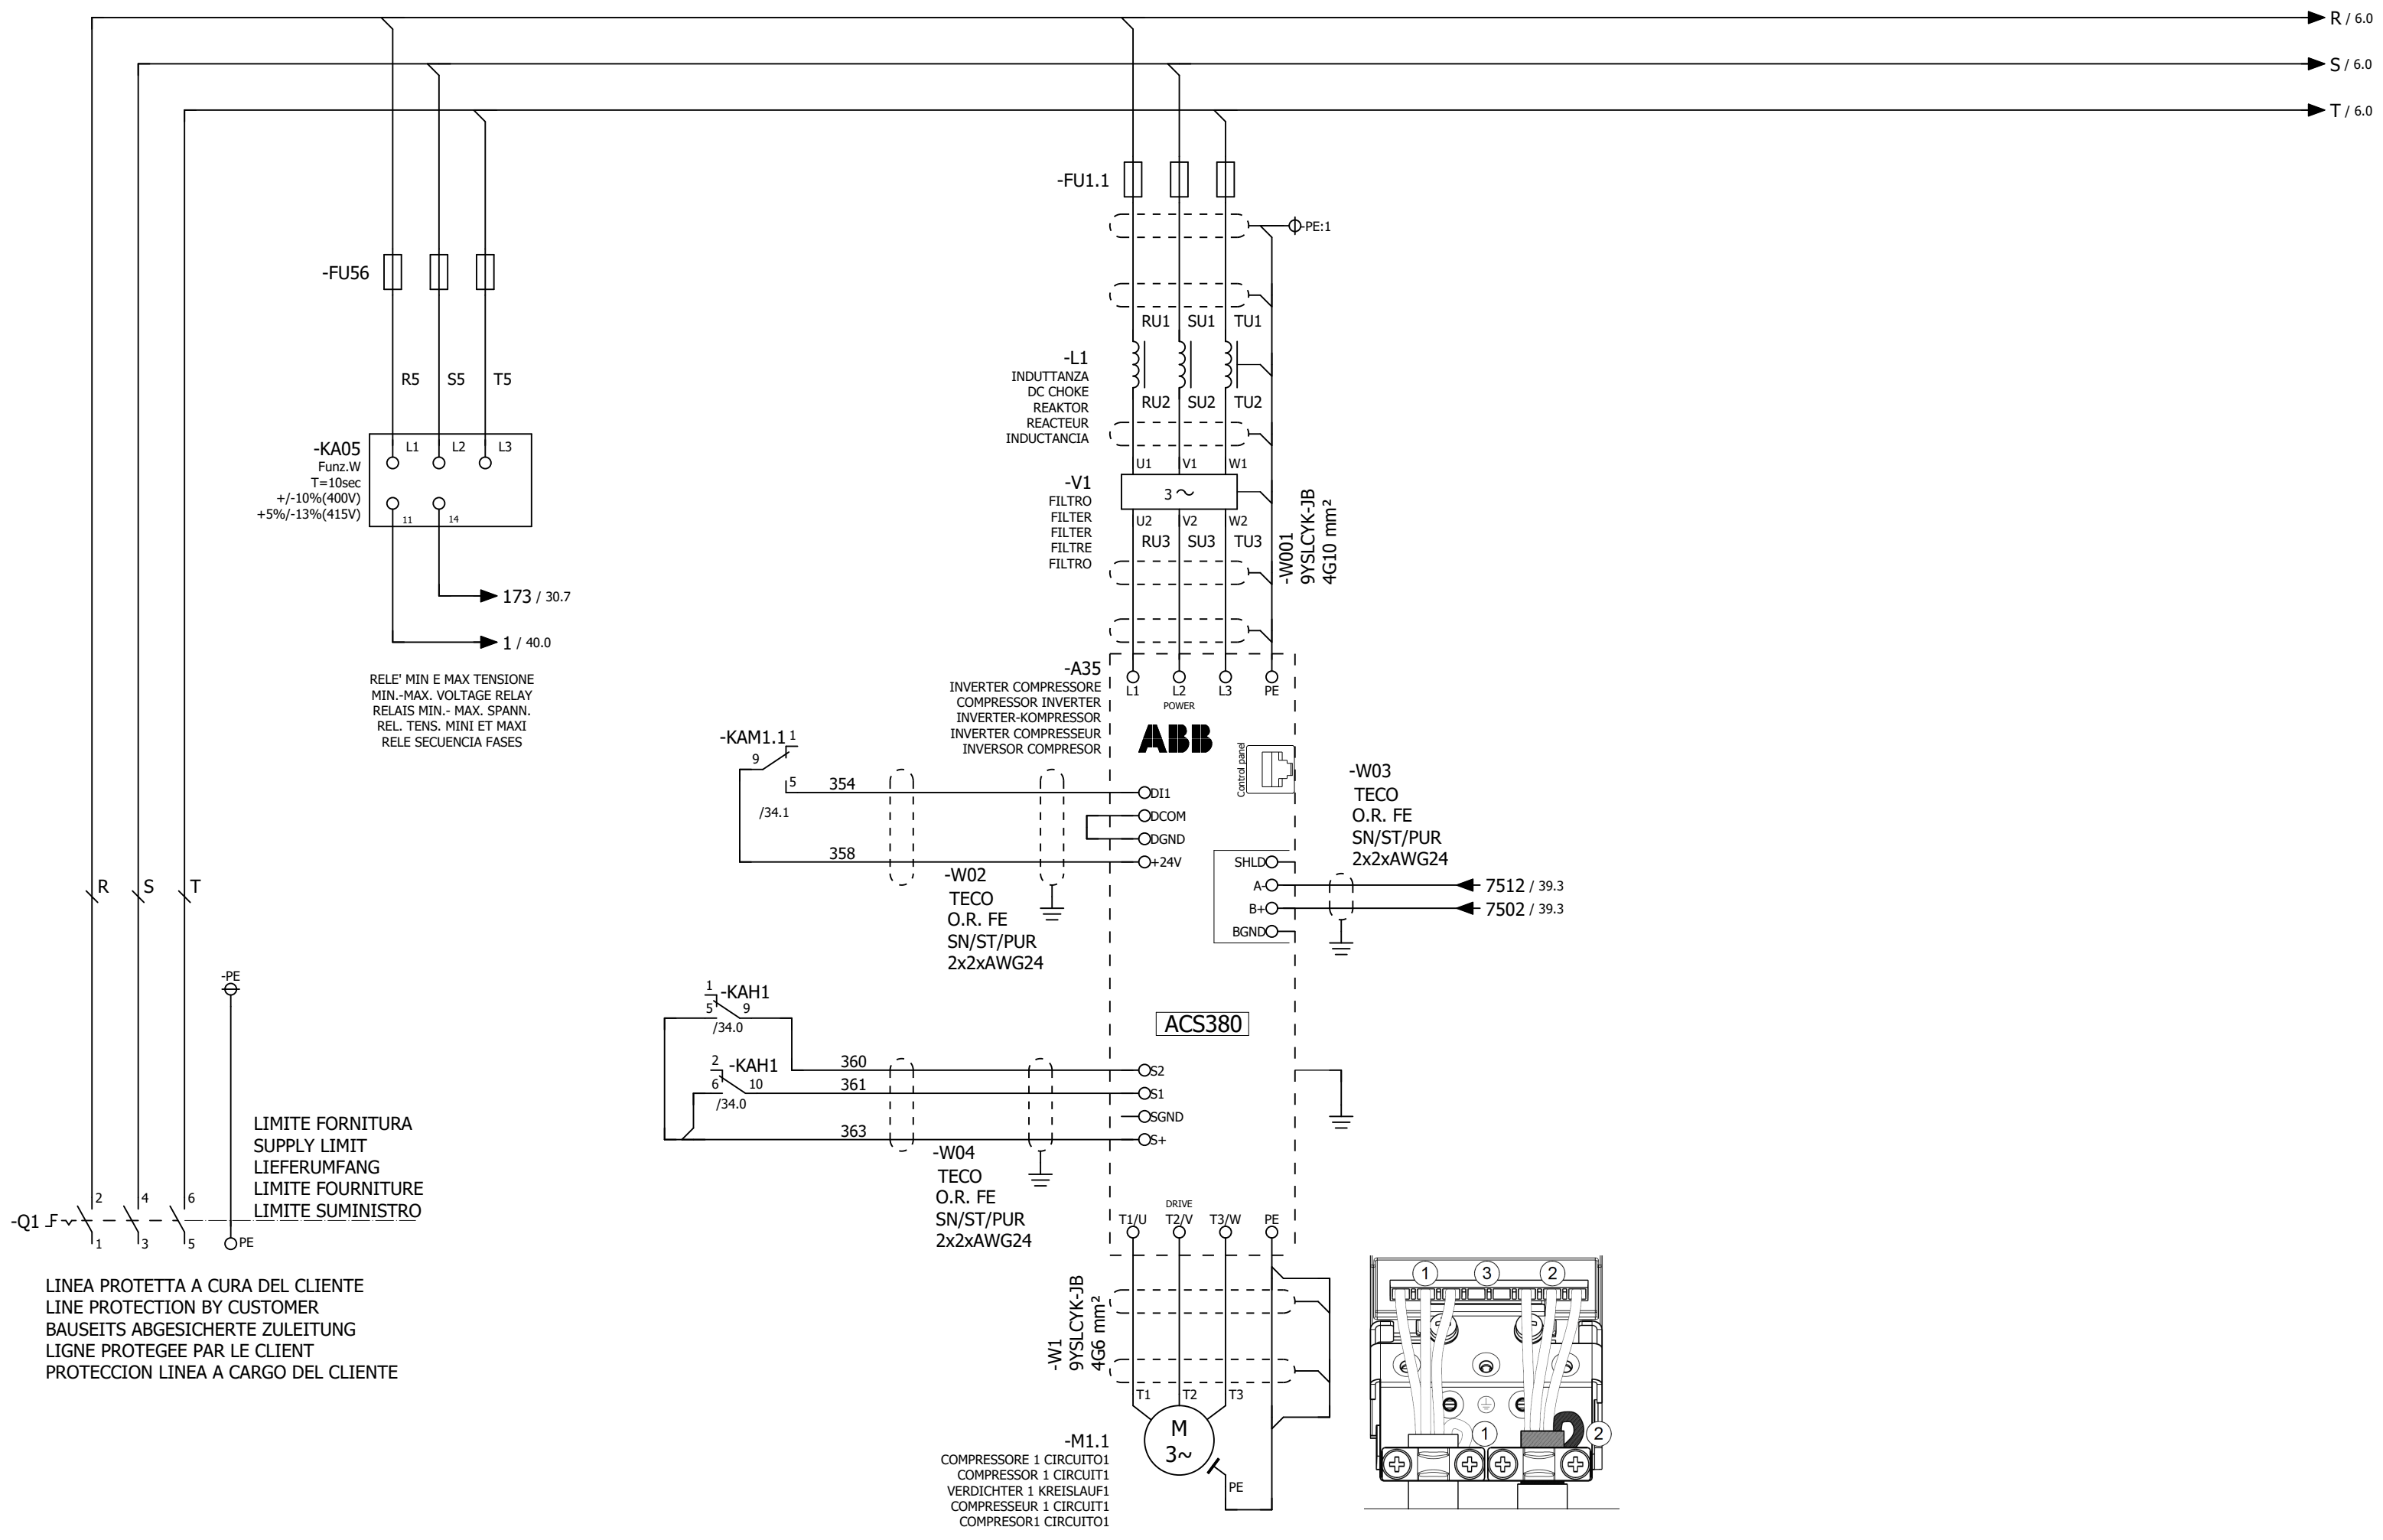 R / 6.0
S / 6.0
T / 6.0
-FU1.1
-PE:1
-FU56
RU1 SU1 TU1
-L1
INDUTTANZA
DC CHOKE
REAKTOR
REACTEUR
INDUCTANCIA
RU2 SU2 TU2
R5 S5 T5
-KA05
Funz.W
T=10sec
+/-10%(400V)
+5%/-13%(415V)
L1 L2 L3
11 14
173 / 30.7
1 / 40.0
RELE' MIN E MAX TENSIONE
MIN.-MAX. VOLTAGE RELAY
RELAIS MIN.- MAX. SPANN.
REL. TENS. MINI ET MAXI
RELE SECUENCIA FASES
U1 V1 W1
-V1
FILTRO
FILTER
FILTER
FILTRE
FILTRO
3 ~
U2 V2 W2
RU3 SU3 TU3
-W001
9YSLCYK-JB
4G10 mm²
-A35
INVERTER COMPRESSORE
COMPRESSOR INVERTER
INVERTER-KOMPRESSOR
INVERTER COMPRESSEUR
INVERSOR COMPRESOR
L1 L2 L3 PE
POWER
ABB
Control panel
-KAM1.1 1
9
5
/34.1
354
358
DI1
DCOM
DGND
+24V
-W02
TECO
O.R. FE
SN/ST/PUR
2x2xAWG24
-W03
TECO
O.R. FE
SN/ST/PUR
2x2xAWG24
SHLD
A-
B+
BGND
7512 / 39.3
7502 / 39.3
R S T
-PE
ACS380
1 -KAH1
5 9
/34.0
2 -KAH1
6 10
/34.0
360
361
363
S2
S1
SGND
S+
-W04
TECO
O.R. FE
SN/ST/PUR
2x2xAWG24
LIMITE FORNITURA
SUPPLY LIMIT
LIEFERUMFANG
LIMITE FOURNITURE
LIMITE SUMINISTRO
2 4 6
-Q1
1 3 5 PE
LINEA PROTETTA A CURA DEL CLIENTE
LINE PROTECTION BY CUSTOMER
BAUSEITS ABGESICHERTE ZULEITUNG
LIGNE PROTEGEE PAR LE CLIENT
PROTECCION LINEA A CARGO DEL CLIENTE
DRIVE
T1/U T2/V T3/W PE
-W1
9YSLCYK-JB
4G6 mm²
T1 T2 T3
M
3~
PE
-M1.1
COMPRESSORE 1 CIRCUITO1
COMPRESSOR 1 CIRCUIT1
VERDICHTER 1 KREISLAUF1
COMPRESSEUR 1 CIRCUIT1
COMPRESOR1 CIRCUITO1
1 3 2
1 2